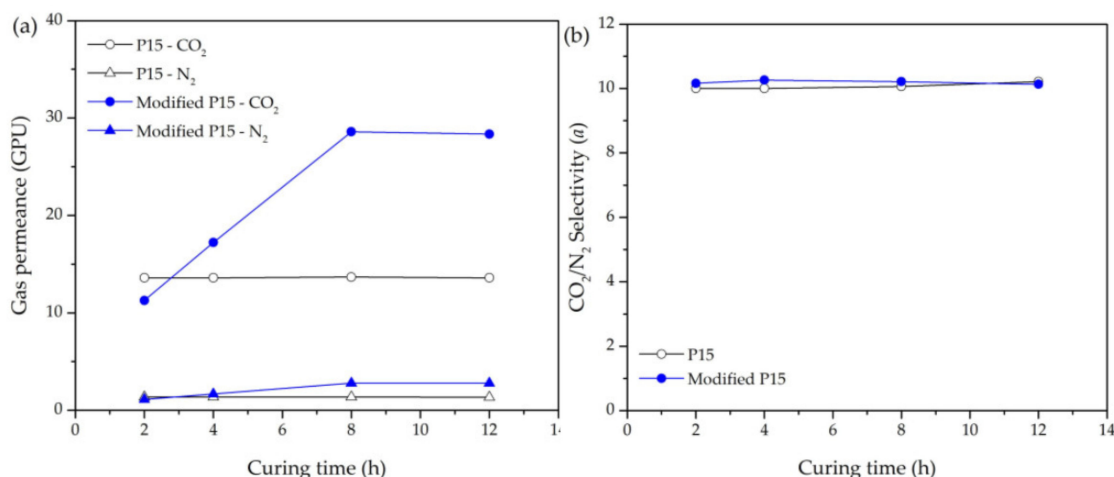 (a)
40
30
20
10
0
P15 - CO₂
P15 - N₂
Modified P15 - CO₂
Modified P15 - N₂
Gas permeance (GPU)
0 2 4 6 8 10 12 14
Curing time (h)
(b)
12
10
8
6
4
2
0
CO₂/N₂ Selectivity (a)
P15
Modified P15
0 2 4 6 8 10 12 14
Curing time (h)